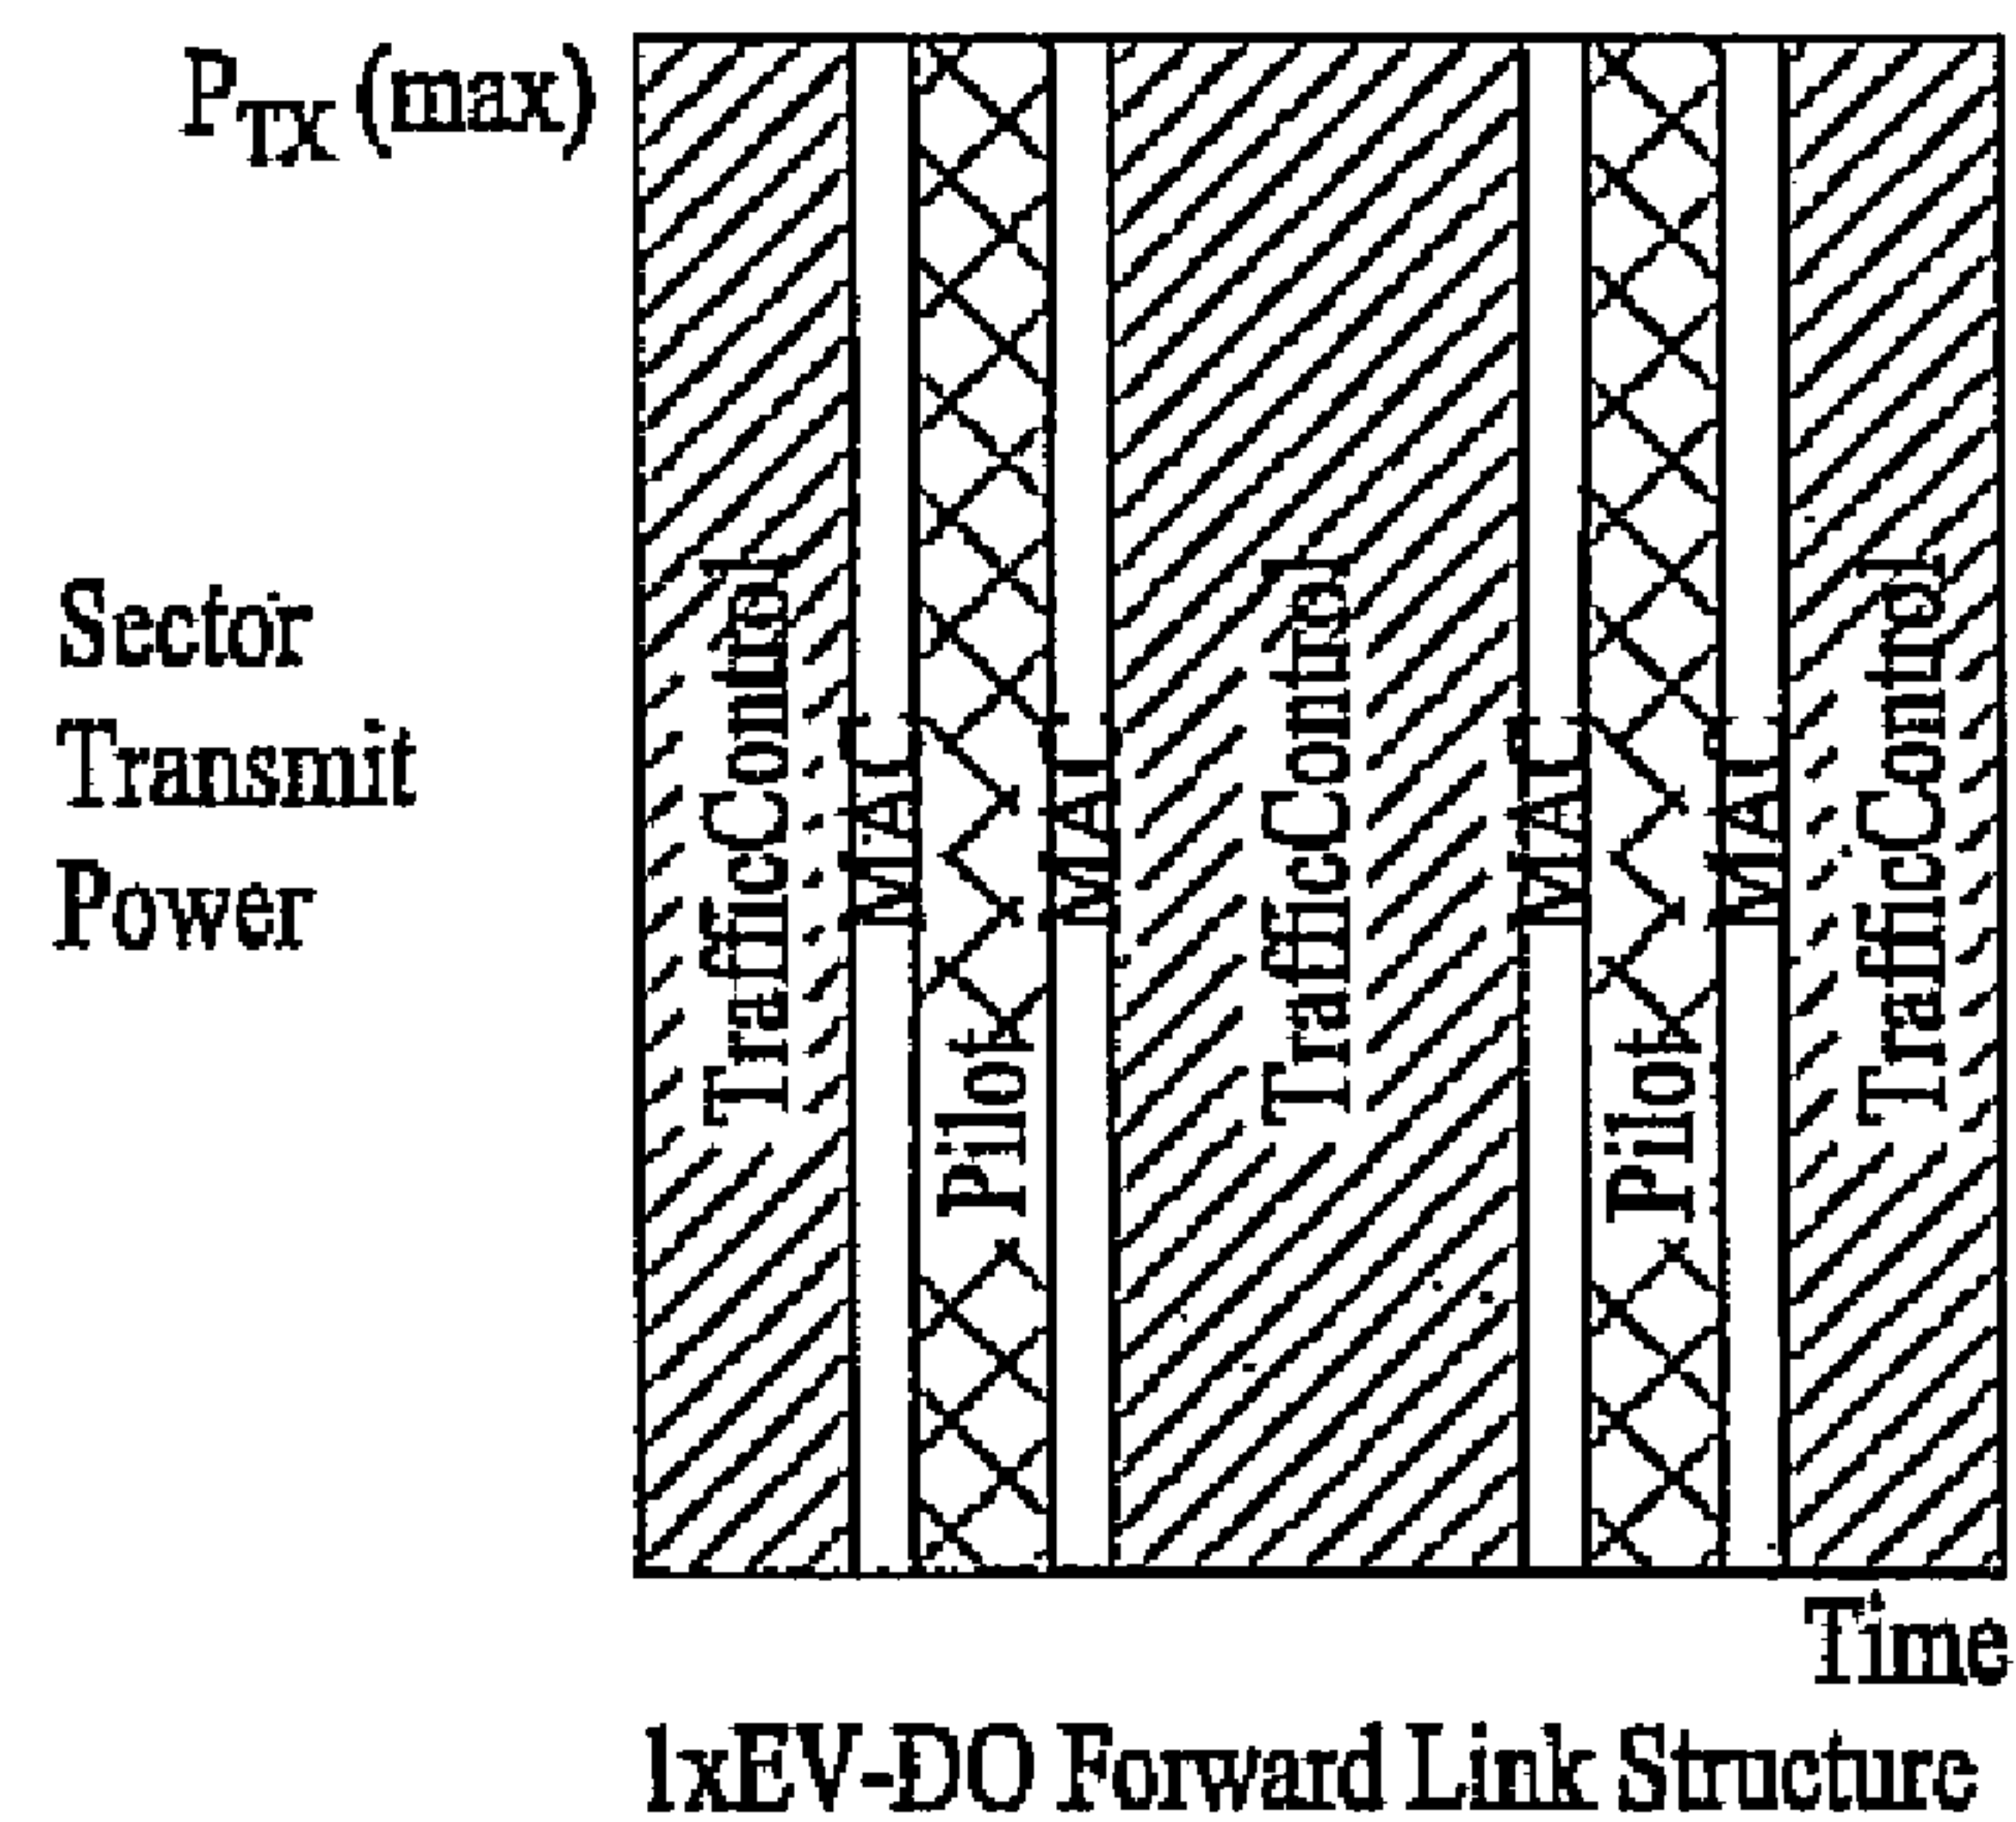 P_TX (max)
Sector
Transmit
Power
TrafficControl
MAC
Pilot
MAC
TrafficControl
MAC
Pilot
MAC
TrafficControl
Time
1xEV-DO Forward Link Structure